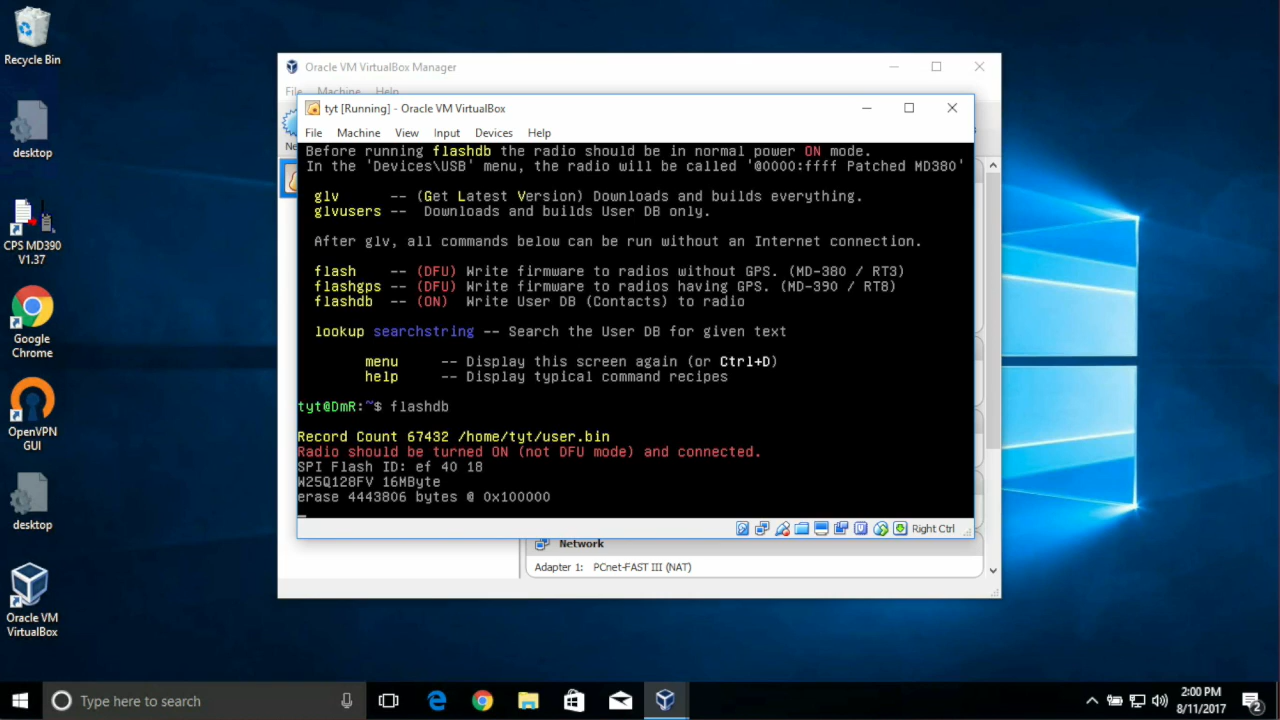 Recycle Bin
desktop
CPS MD390
V1.37
Google
Chrome
OpenVPN
GUI
desktop
Oracle VM
VirtualBox
Oracle VM VirtualBox Manager
File Machine Help
tyt [Running] - Oracle VM VirtualBox
File Machine View Input Devices Help
Before running flashdb the radio should be in normal power ON mode.
In the 'Devices\USB' menu, the radio will be called '@0000:ffff Patched MD380'
glv -- (Get Latest Version) Downloads and builds everything.
glvusers -- Downloads and builds User DB only.
After glv, all commands below can be run without an Internet connection.
flash -- (DFU) Write firmware to radios without GPS. (MD-380 / RT3)
flashgps -- (DFU) Write firmware to radios having GPS. (MD-390 / RT8)
flashdb -- (ON) Write User DB (Contacts) to radio
lookup searchstring -- Search the User DB for given text
menu -- Display this screen again (or Ctrl+D)
help -- Display typical command recipes
tyt@DmR:~$ flashdb
Record Count 67432 /home/tyt/user.bin
Radio should be turned ON (not DFU mode) and connected.
SPI Flash ID: ef 40 18
W25Q128FV 16MByte
erase 4443806 bytes @ 0x100000
Right Ctrl
Network
Adapter 1: PCnet-FAST III (NAT)
Type here to search
2:00 PM
8/11/2017
2